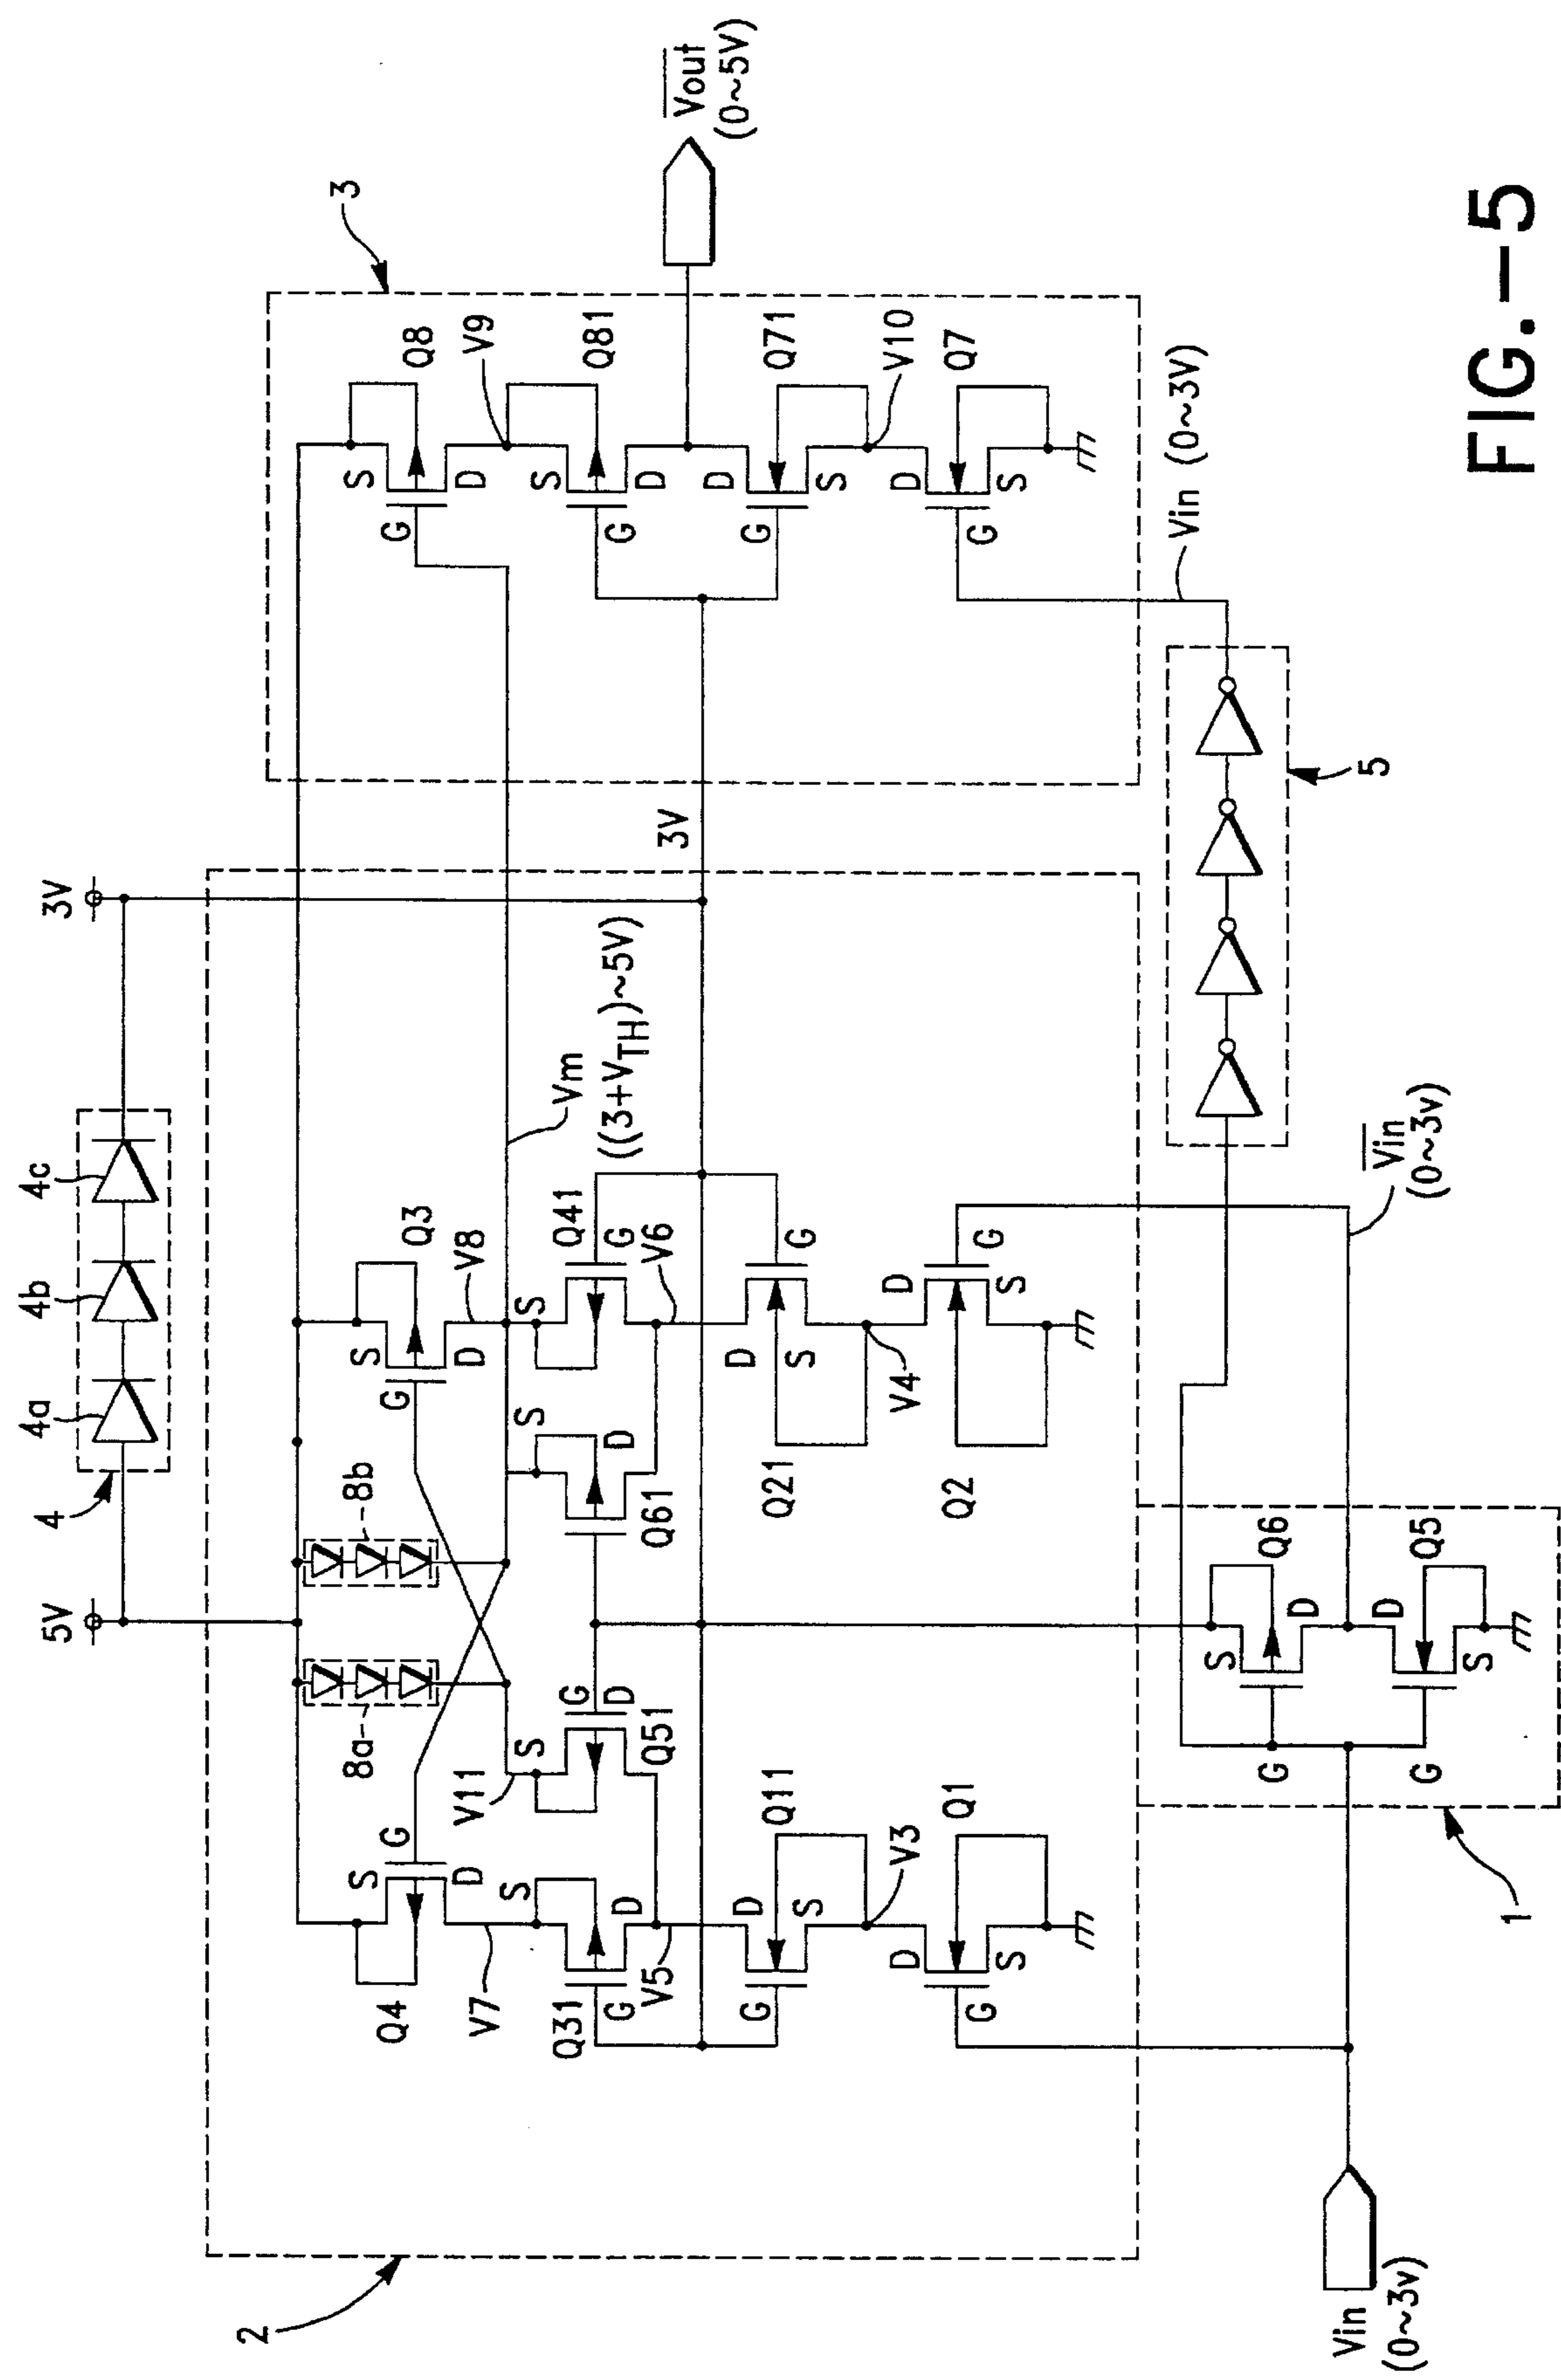 5V
3V
4
4a
4b
4c
2
Q4
S
G
D
V7
8a
8b
S
G
D
Q3
V8
Vm
((3+VTH)~5V)
Q31
S
G
D
V5
V11
S
G
D
Q51
S
D
Q61
S
Q41
G
V6
3V
D
G
S
Q11
V3
D
G
S
Q1
Q21
D
G
S
V4
Q2
D
G
S
3
S
G
D
Q8
V9
S
G
D
Q81
Vout
(0~5V)
D
G
S
Q71
V10
D
G
S
Q7
Vin (0~3V)
5
Vin
(0~3v)
Vin
(0~3v)
1
S
G
D
Q6
D
G
S
Q5
FIG.-5